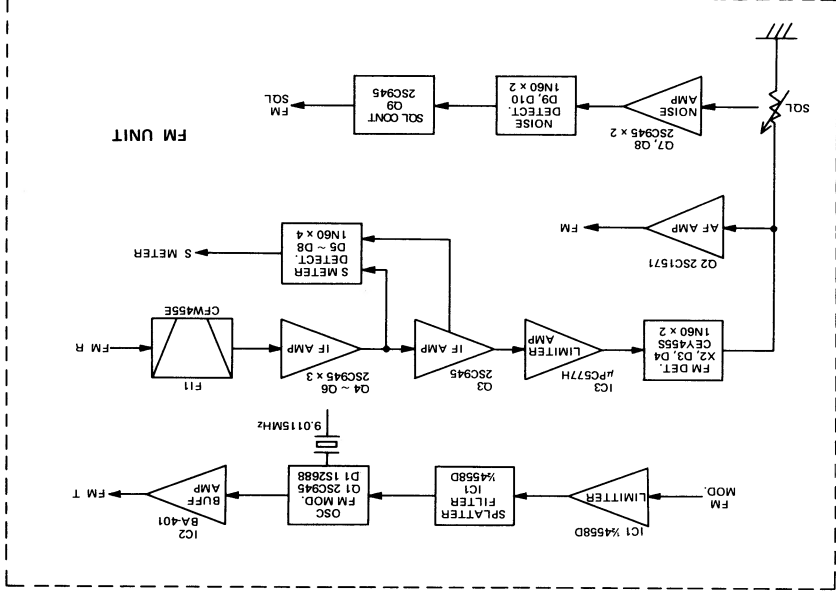 IC1 ½4558D
FM
MOD.
LIMITER
SPLATTER
FILTER
IC1
½4558D
OSC
FM MOD.
Q1 2SC945
D1 1S2688
IC2
BA-401
BUFF
AMP
FM T
9.0115MHz
FM DET.
X2, D3, D4
CEY455S
1N60 × 2
IC3
μPC577H
LIMITER
AMP
Q3
2SC945
IF AMP
Q4 ~ Q6
2SC945 × 3
IF AMP
FI1
CFW455E
FM R
Q2 2SC1571
AF AMP
FM
S METER
DETECT.
D5 ~ D8
1N60 × 4
S METER
FM UNIT
SQL
Q7, Q8
2SC945 × 2
NOISE
AMP
NOISE
DETECT.
D9, D10
1N60 × 2
SQL CONT
Q9
2SC945
FM
SQL